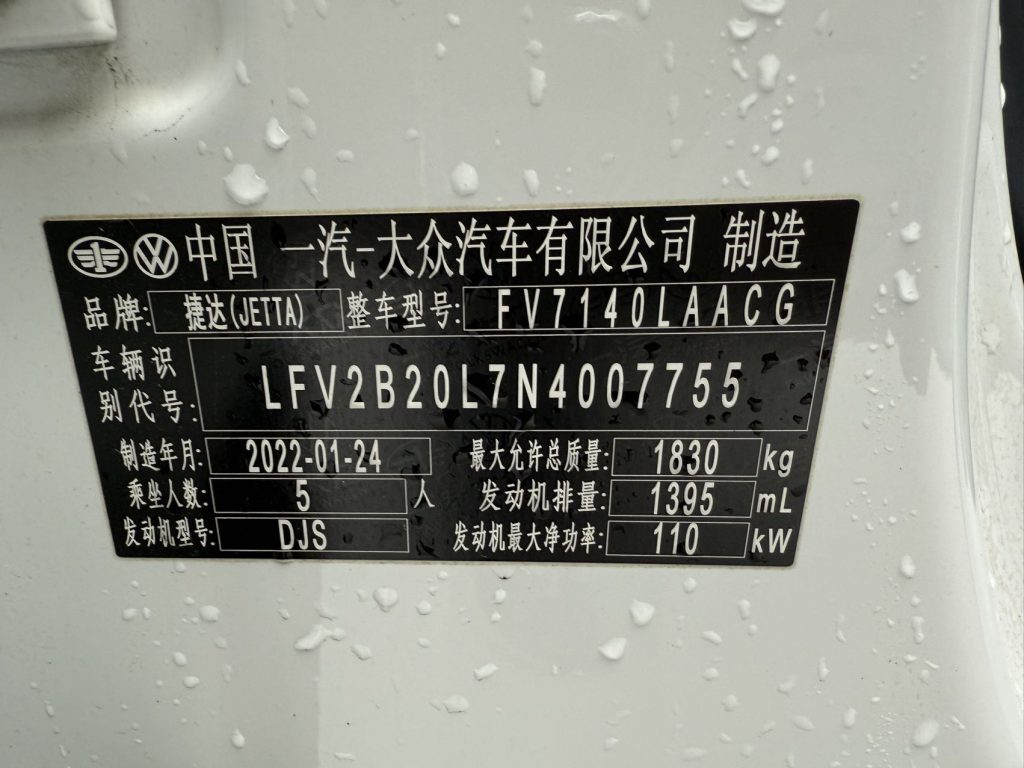 中国 一汽-大众汽车有限公司 制造
品牌: 捷达(JETTA) 整车型号: FV7140LAACG
车辆识
别代号: LFV2B20L7N4007755
制造年月: 2022-01-24 最大允许总质量: 1830 kg
乘坐人数: 5 人 发动机排量: 1395 mL
发动机型号: DJS 发动机最大净功率: 110 kW